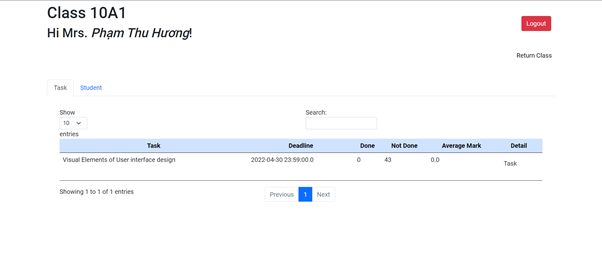 Class 10A1
Hi Mrs. Phạm Thu Hương!
Logout
Return Class
Task Student
Show
10
entries
Search:
Task Deadline Done Not Done Average Mark Detail
Visual Elements of User interface design 2022-04-30 23:59:00.0 0 43 0.0 Task
Showing 1 to 1 of 1 entries
Previous 1 Next